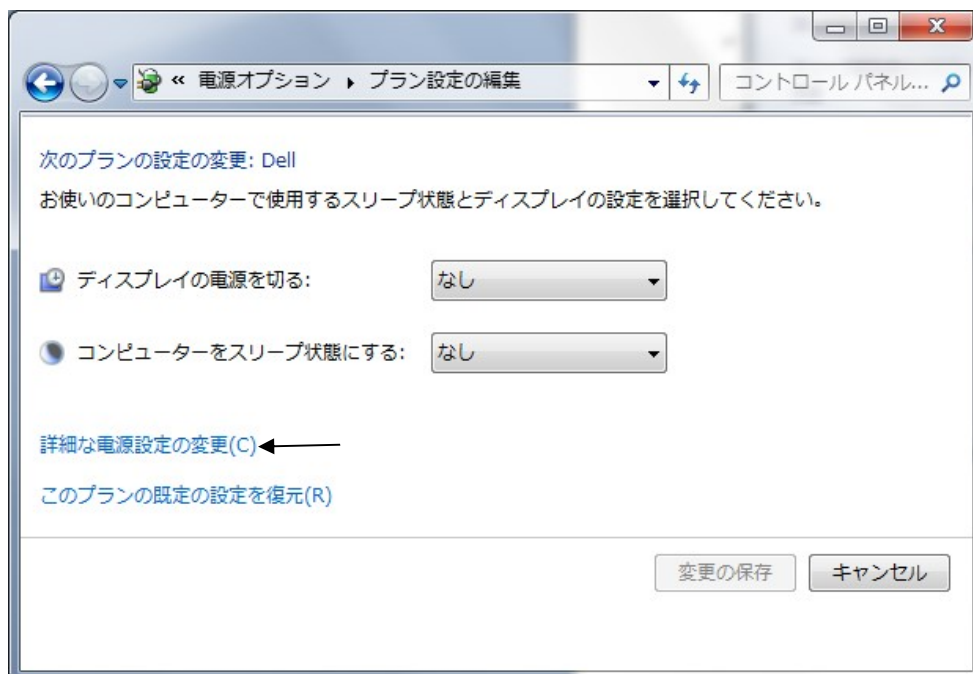 « 電源オプション ▸ プラン設定の編集
コントロール パネル...
次のプランの設定の変更: Dell
お使いのコンピューターで使用するスリープ状態とディスプレイの設定を選択してください。
ディスプレイの電源を切る: なし
コンピューターをスリープ状態にする: なし
詳細な電源設定の変更(C)
このプランの既定の設定を復元(R)
変更の保存 キャンセル